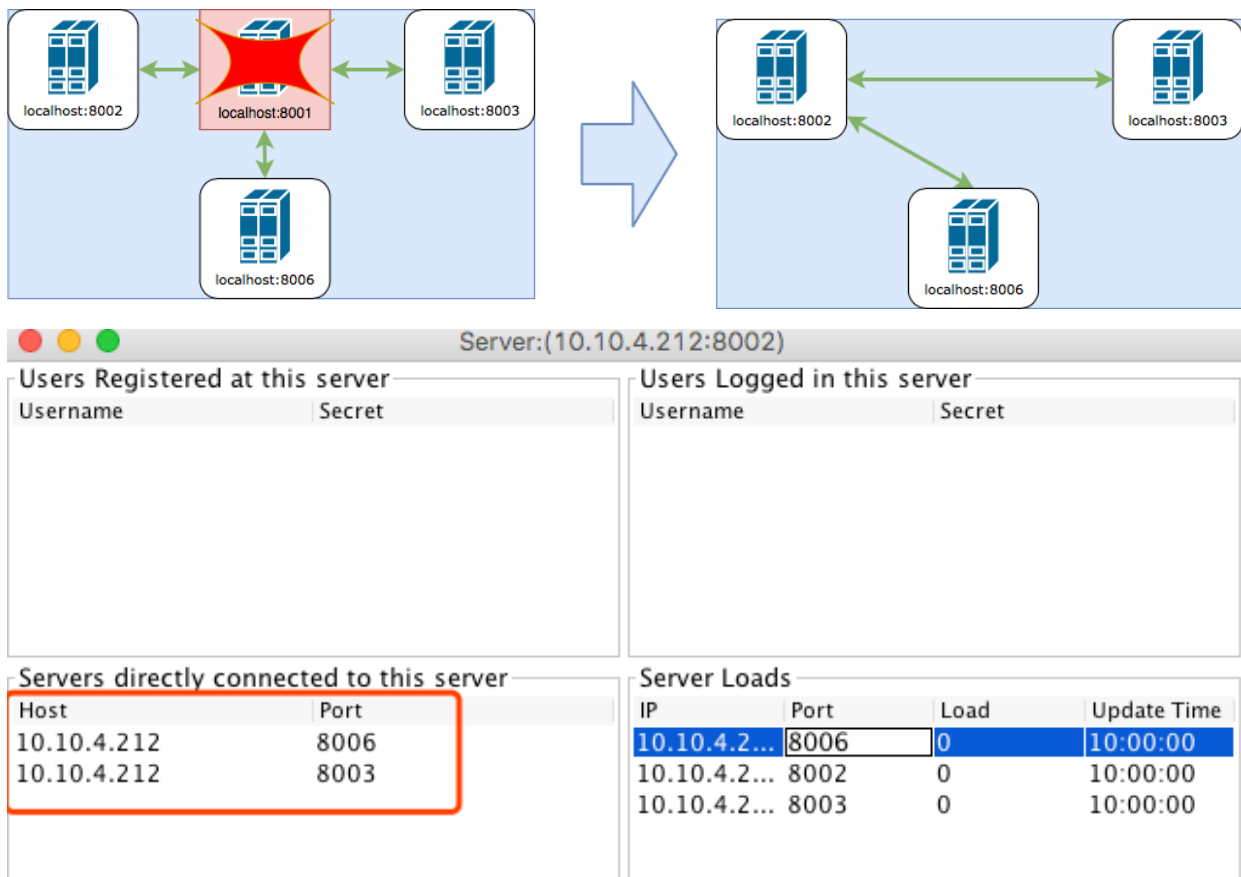 localhost:8002
localhost:8001
localhost:8003
localhost:8006
localhost:8002
localhost:8003
localhost:8006
Server:(10.10.4.212:8002)
Users Registered at this server
Username Secret
Users Logged in this server
Username Secret
Servers directly connected to this server
Host Port
10.10.4.212 8006
10.10.4.212 8003
Server Loads
IP Port Load Update Time
10.10.4.2... 8006 0 10:00:00
10.10.4.2... 8002 0 10:00:00
10.10.4.2... 8003 0 10:00:00